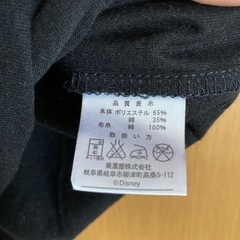 品質表示
本体 ポリエステル 65%
綿 35%
布帛 綿 100%
取扱い方
美濃屋株式会社
岐阜県岐阜市柳津町高桑5-112
©Disney